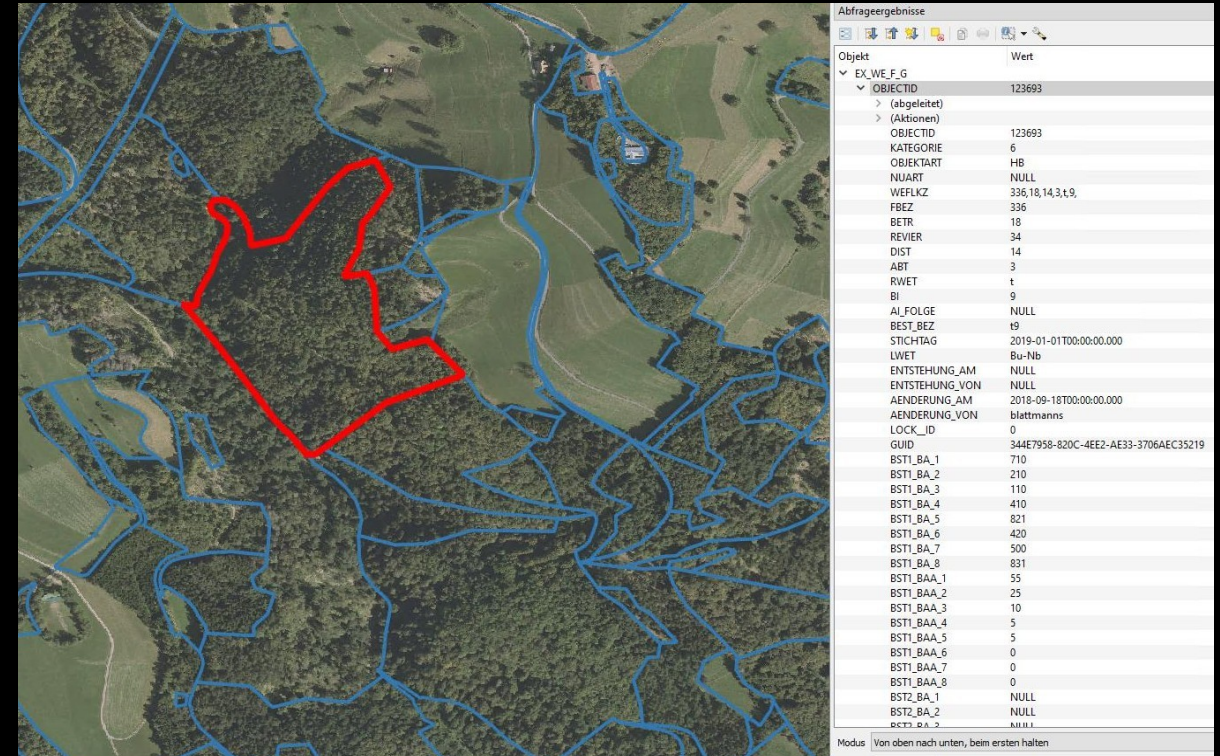 Abfrageergebnisse
Objekt Wert
EX_WE_F_G
OBJECTID 123693
(abgeleitet)
(Aktionen)
OBJECTID 123693
KATEGORIE 6
OBJEKTART HB
NUART NULL
WEFLKZ 336,18,14,3,t,9,
FBEZ 336
BETR 18
REVIER 34
DIST 14
ABT 3
RWET t
BI 9
AI_FOLGE NULL
BEST_BEZ t9
STICHTAG 2019-01-01T00:00:00.000
LWET Bu-Nb
ENTSTEHUNG_AM NULL
ENTSTEHUNG_VON NULL
AENDERUNG_AM 2018-09-18T00:00:00.000
AENDERUNG_VON blattmanns
LOCK__ID 0
GUID 344E7958-820C-4EE2-AE33-3706AEC35219
BST1_BA_1 710
BST1_BA_2 210
BST1_BA_3 110
BST1_BA_4 410
BST1_BA_5 821
BST1_BA_6 420
BST1_BA_7 500
BST1_BA_8 831
BST1_BAA_1 55
BST1_BAA_2 25
BST1_BAA_3 10
BST1_BAA_4 5
BST1_BAA_5 5
BST1_BAA_6 0
BST1_BAA_7 0
BST1_BAA_8 0
BST2_BA_1 NULL
BST2_BA_2 NULL
BST2_BA_3 NULL
Modus Von oben nach unten, beim ersten halten